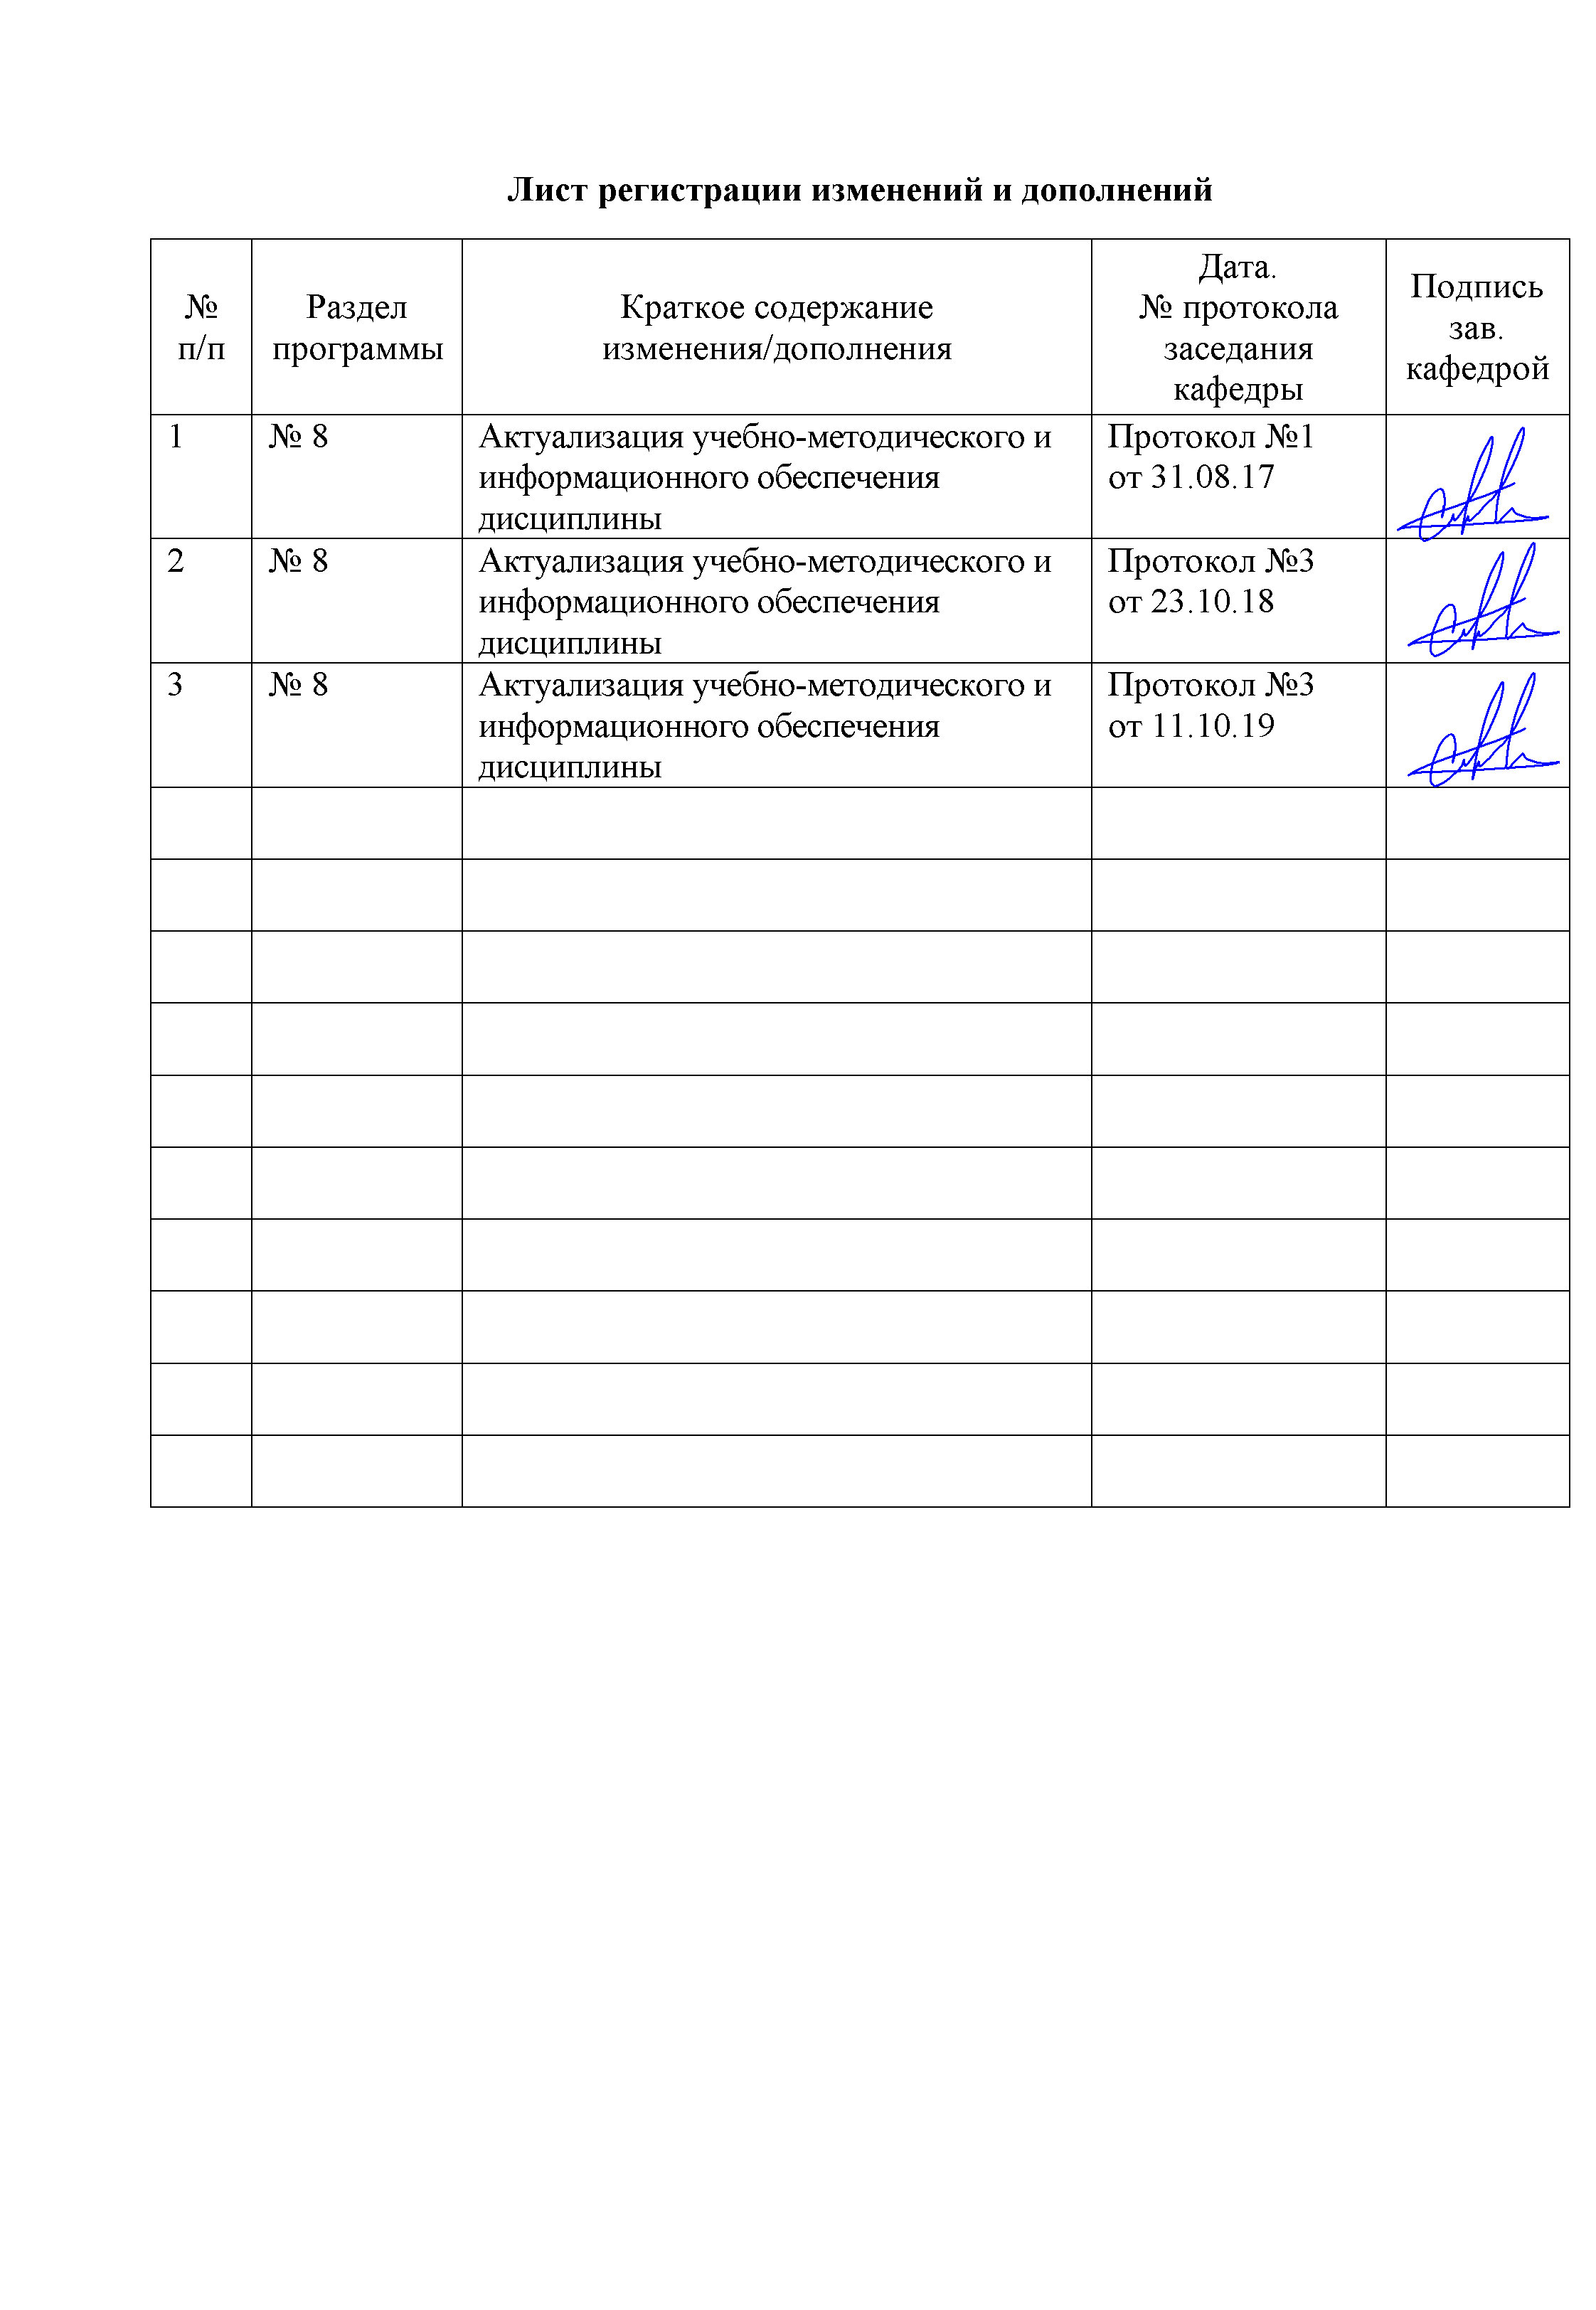 Лист регистрации изменений и дополнений
№
п/п
Раздел
программы
Краткое содержание
изменения/дополнения
Дата.
№ протокола
заседания
кафедры
Подпись
зав.
кафедрой
1
№ 8
Актуализация учебно-методического и
информационного обеспечения
дисциплины
Протокол №1
от 31.08.17
2
№ 8
Актуализация учебно-методического и
информационного обеспечения
дисциплины
Протокол №3
от 23.10.18
3
№ 8
Актуализация учебно-методического и
информационного обеспечения
дисциплины
Протокол №3
от 11.10.19